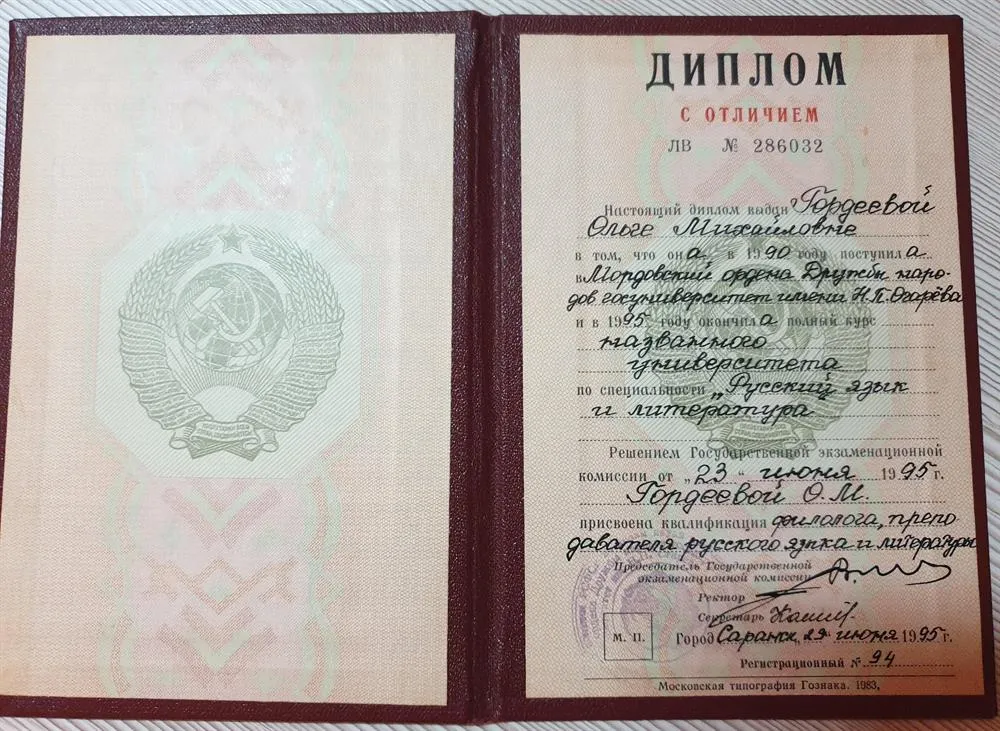 ДИПЛОМ
С ОТЛИЧИЕМ
ЛВ № 286032
Настоящий диплом выдан Гордеевой
Ольге Михайловне
в том, что она в 1990 году поступила
в Мордовский ордена Дружбы наро-
дов госуниверситет имени Н.П.Огарёва
и в 1995 году окончила полный курс
названного
университета
по специальности „Русский язык
и литература"
Решением Государственной экзаменационной
комиссии от „23" июня 1995 г.
Гордеевой О.М.
присвоена квалификация филолога, препо-
давателя русского языка и литературы
Председатель Государственной
экзаменационной комиссии
Ректор
Секретарь
М. П.
Город Саранск „29" июня 1995 г.
Регистрационный № 94
Московская типография Гознака. 1983.